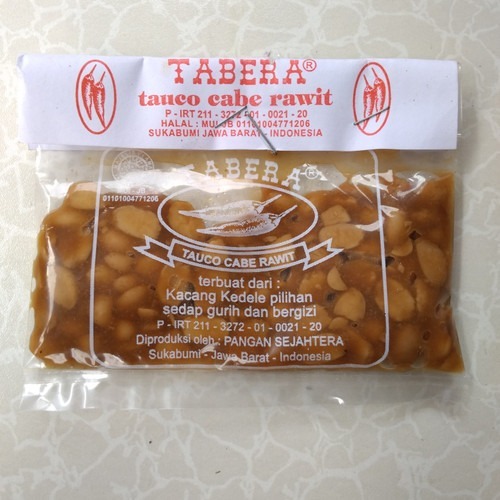 TABERA®
tauco cabe rawit
P - IRT 211 - 3272 - 01 - 0021 - 20
HALAL : MUI JB 01101004771206
SUKABUMI JAWA BARAT - INDONESIA
TABERA®
01101004771206
TAUCO CABE RAWIT
terbuat dari :
Kacang Kedele pilihan
sedap gurih dan bergizi
P - IRT 211 - 3272 - 01 - 0021 - 20
Diproduksi oleh : PANGAN SEJAHTERA
Sukabumi - Jawa Barat - Indonesia